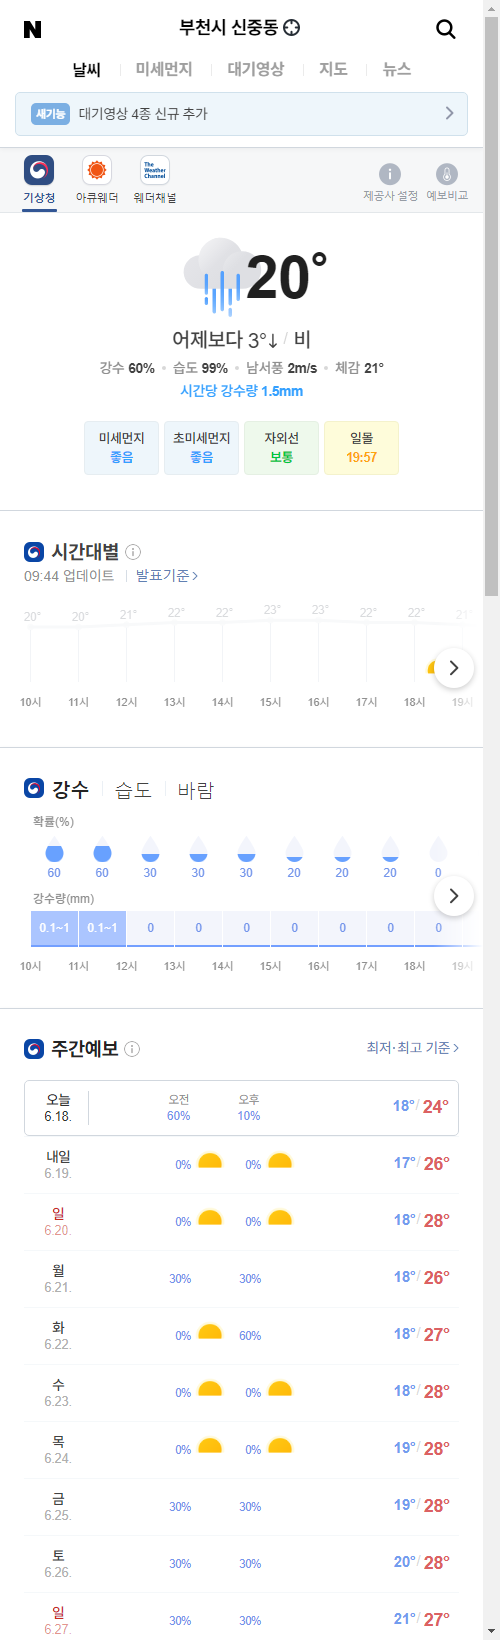 N 부천시 신중동
날씨 미세먼지 대기영상 지도 뉴스
새기능 대기영상 4종 신규 추가
The Weather Channel
기상청 아큐웨더 웨더채널 제공사 설정 예보비교
20°
어제보다 3°↓ / 비
강수 60% • 습도 99% • 남서풍 2m/s • 체감 21°
시간당 강수량 1.5mm
미세먼지 초미세먼지 자외선 일몰
좋음 좋음 보통 19:57
시간대별
09:44 업데이트 발표기준 >
20° 20° 21° 22° 22° 23° 23° 22° 22° 21°
10시 11시 12시 13시 14시 15시 16시 17시 18시 19시
강수 습도 바람
확률(%)
60 60 30 30 30 20 20 20 0
강수량(mm)
0.1~1 0.1~1 0 0 0 0 0 0 0
10시 11시 12시 13시 14시 15시 16시 17시 18시 19시
주간예보 최저·최고 기준 >
오늘 오전 오후
6.18. 60% 10% 18°/ 24°
내일
6.19. 0% 0% 17°/ 26°
일
6.20. 0% 0% 18°/ 28°
월
6.21. 30% 30% 18°/ 26°
화
6.22. 0% 60% 18°/ 27°
수
6.23. 0% 0% 18°/ 28°
목
6.24. 0% 0% 19°/ 28°
금
6.25. 30% 30% 19°/ 28°
토
6.26. 30% 30% 20°/ 28°
일
6.27. 30% 30% 21°/ 27°